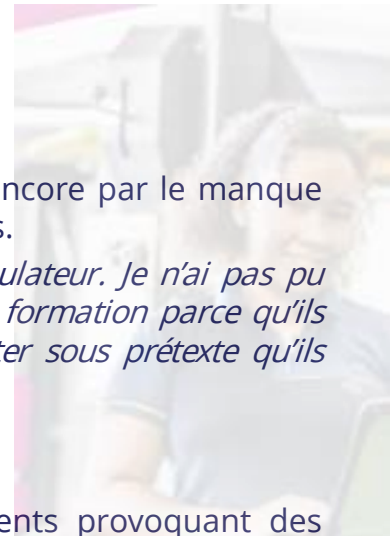 ncore par le manque
s.
ulateur. Je n'ai pas pu
formation parce qu'ils
ter sous prétexte qu'ils
ents provoquant des